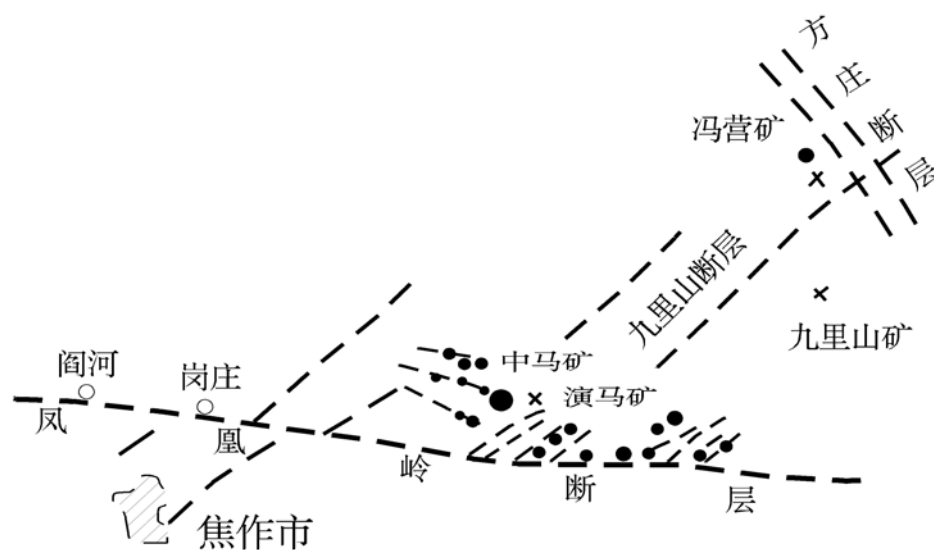 方庄断层
冯营矿
九里山断层
九里山矿
中马矿
演马矿
阎河
岗庄
凤凰岭断层
焦作市